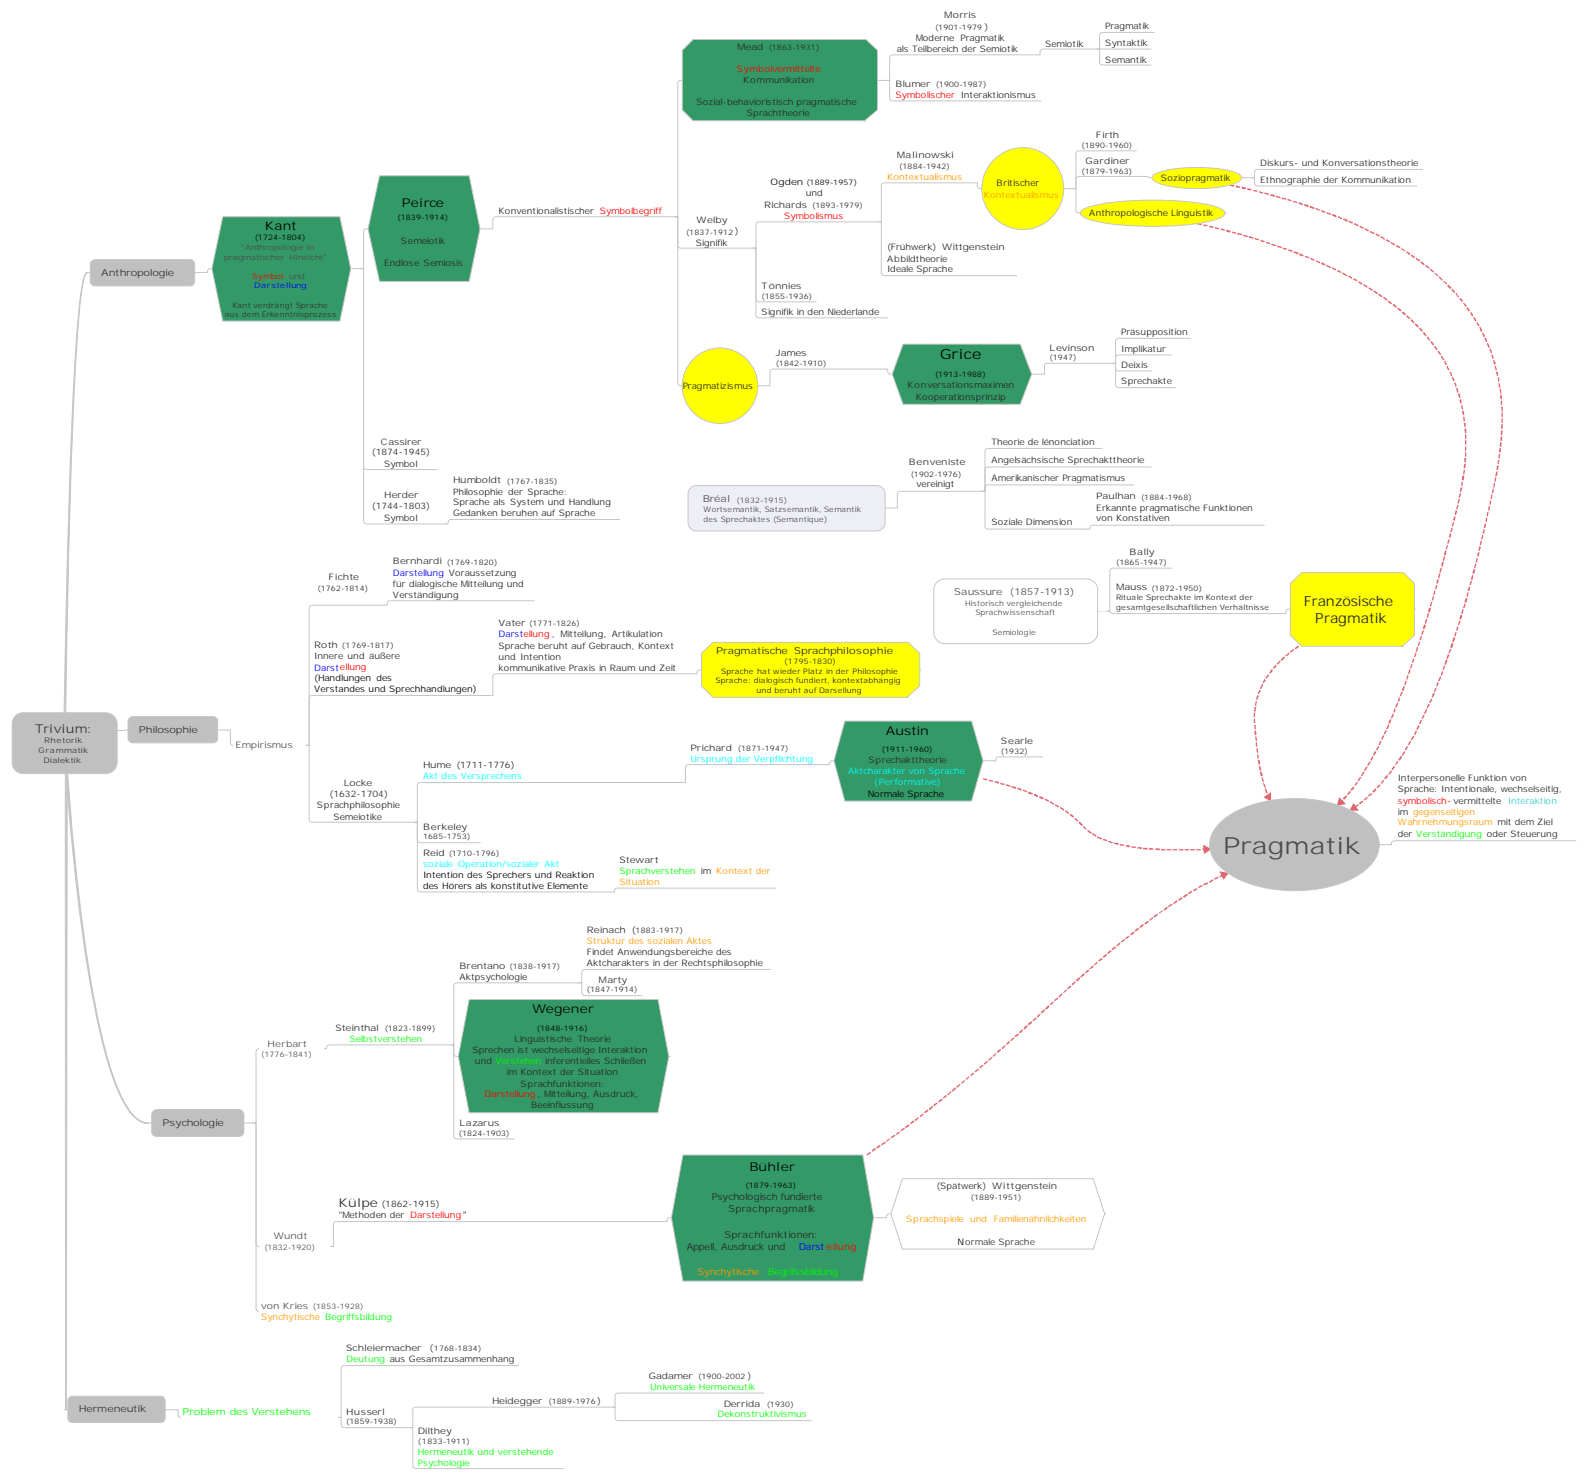 Trivium:
Rhetorik
Grammatik
Dialektik
Anthropologie
Kant
(1724-1804)
"Anthropologie in
pragmatischer Hinsicht"
Symbol und
Darstellung
Kant verdrängt Sprache
aus dem Erkenntnisprozess
Peirce
(1839-1914)
Semeiotik
Endlose Semiosis
Konventionalistischer Symbolbegriff
Mead (1863-1931)
Symbolvermittelte
Kommunikation
Sozial-behavioristisch pragmatische
Sprachtheorie
Morris
(1901-1979)
Moderne Pragmatik
als Teilbereich der Semiotik
Semiotik
Pragmatik
Syntaktik
Semantik
Blumer (1900-1987)
Symbolischer Interaktionismus
Welby
(1837-1912)
Signifik
Ogden (1889-1957)
und
Richards (1893-1979)
Symbolismus
Malinowski
(1884-1942)
Kontextualismus
Britischer
Kontextualismus
Firth
(1890-1960)
Gardiner
(1879-1963)
Soziopragmatik
Diskurs- und Konversationstheorie
Ethnographie der Kommunikation
Anthropologische Linguistik
(Frühwerk) Wittgenstein
Abbildtheorie
Ideale Sprache
Tönnies
(1855-1936)
Signifik in den Niederlande
Pragmatizismus
James
(1842-1910)
Grice
(1913-1988)
Konversationsmaximen
Kooperationsprinzip
Levinson
(1947)
Präsupposition
Implikatur
Deixis
Sprechakte
Cassirer
(1874-1945)
Symbol
Herder
(1744-1803)
Symbol
Humboldt (1767-1835)
Philosophie der Sprache:
Sprache als System und Handlung
Gedanken beruhen auf Sprache
Bréal (1832-1915)
Wortsemantik, Satzsemantik, Semantik
des Sprechaktes (Semantique)
Benveniste
(1902-1976)
vereinigt
Theorie de lénonciation
Angelsächsische Sprechakttheorie
Amerikanischer Pragmatismus
Soziale Dimension
Paulhan (1884-1968)
Erkannte pragmatische Funktionen
von Konstativen
Saussure (1857-1913)
Historisch vergleichende
Sprachwissenschaft
Semiologie
Bally
(1865-1947)
Mauss (1872-1950)
Rituale Sprechakte im Kontext der
gesamtgesellschaftlichen Verhältnisse
Französische
Pragmatik
Philosophie
Empirismus
Fichte
(1762-1814)
Bernhardi (1769-1820)
Darstellung Voraussetzung
für dialogische Mitteilung und
Verständigung
Roth (1769-1817)
Innere und äußere
Darstellung
(Handlungen des
Verstandes und Sprechhandlungen)
Vater (1771-1826)
Darstellung, Mitteilung, Artikulation
Sprache beruht auf Gebrauch, Kontext
und Intention
kommunikative Praxis in Raum und Zeit
Pragmatische Sprachphilosophie
(1795-1830)
Sprache hat wieder Platz in der Philosophie
Sprache: dialogisch fundiert, kontextabhängig
und beruht auf Darsellung
Locke
(1632-1704)
Sprachphilosophie
Semeiotike
Hume (1711-1776)
Akt des Versprechens
Prichard (1871-1947)
Ursprung der Verpflichtung
Austin
(1911-1960)
Sprechakttheorie
Aktcharakter von Sprache
(Performative)
Normale Sprache
Searle
(1932)
Berkeley
1685-1753)
Reid (1710-1796)
soziale Operation/sozialer Akt
Intention des Sprechers und Reaktion
des Hörers als konstitutive Elemente
Stewart
Sprachverstehen im Kontext der
Situation
Pragmatik
Interpersonelle Funktion von
Sprache: Intentionale, wechselseitig,
symbolisch- vermittelte Interaktion
im gegenseitigen
Wahrnehmungsraum mit dem Ziel
der Verständigung oder Steuerung
Psychologie
Herbart
(1776-1841)
Steinthal (1823-1899)
Selbstverstehen
Brentano (1838-1917)
Aktpsychologie
Reinach (1883-1917)
Struktur des sozialen Aktes
Findet Anwendungsbereiche des
Aktcharakters in der Rechtsphilosophie
Marty
(1847-1914)
Wegener
(1848-1916)
Linguistische Theorie
Sprechen ist wechselseitige Interaktion
und Verstehen inferentielles Schließen
im Kontext der Situation
Sprachfunktionen:
Darstellung, Mitteilung, Ausdruck,
Beeinflussung
Lazarus
(1824-1903)
Wundt
(1832-1920)
Külpe (1862-1915)
"Methoden der Darstellung"
Bühler
(1879-1963)
Psychologisch fundierte
Sprachpragmatik
Sprachfunktionen:
Appell, Ausdruck und Darstellung
Synchytische Begriffsbildung
(Spätwerk) Wittgenstein
(1889-1951)
Sprachspiele und Familienähnlichkeiten
Normale Sprache
von Kries (1853-1928)
Synchytische Begriffsbildung
Hermeneutik
Problem des Verstehens
Schleiermacher (1768-1834)
Deutung aus Gesamtzusammenhang
Husserl
(1859-1938)
Heidegger (1889-1976)
Gadamer (1900-2002)
Universale Hermeneutik
Derrida (1930)
Dekonstruktivismus
Dilthey
(1833-1911)
Hermeneutik und verstehende
Psychologie